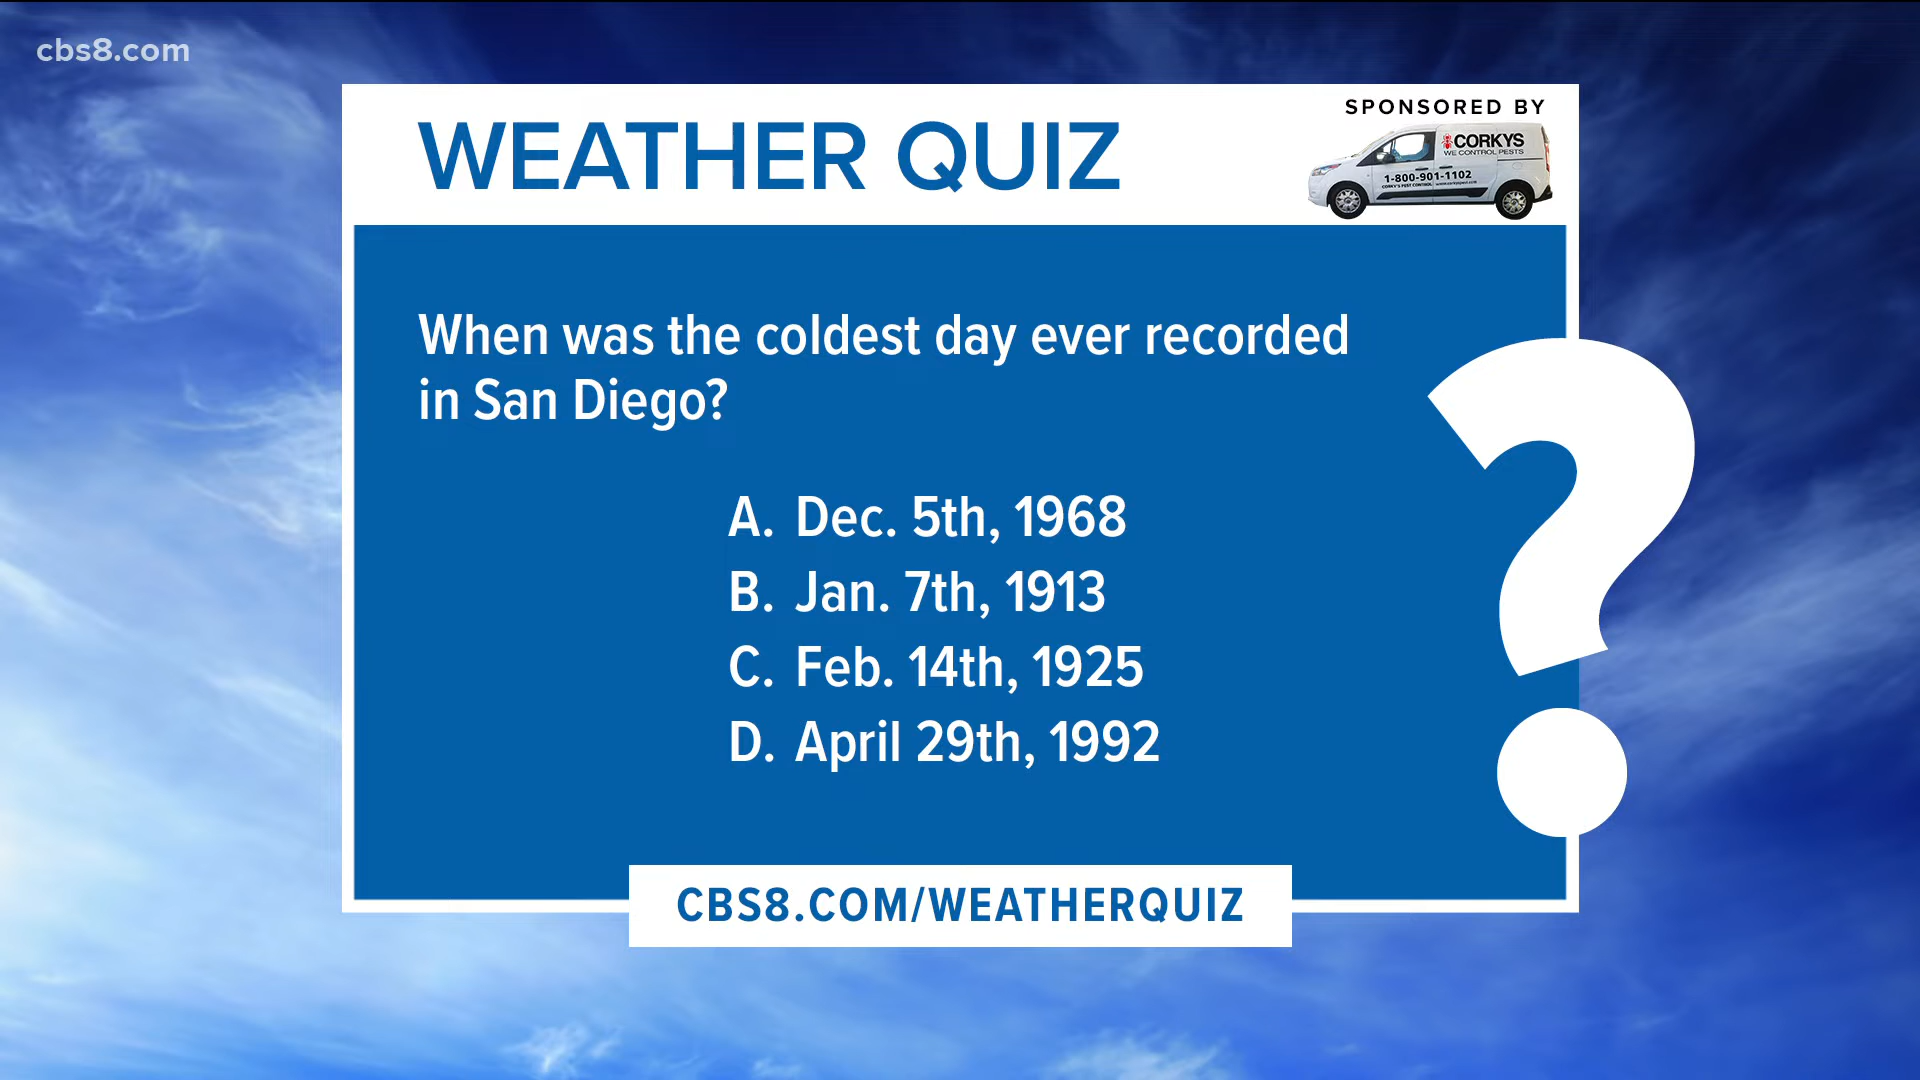 cbs8.com
WEATHER QUIZ
SPONSORED BY
CORKYS
WE CONTROL PESTS
1-800-901-1102
When was the coldest day ever recorded
in San Diego?
A. Dec. 5th, 1968
B. Jan. 7th, 1913
C. Feb. 14th, 1925
D. April 29th, 1992
?
CBS8.COM/WEATHERQUIZ